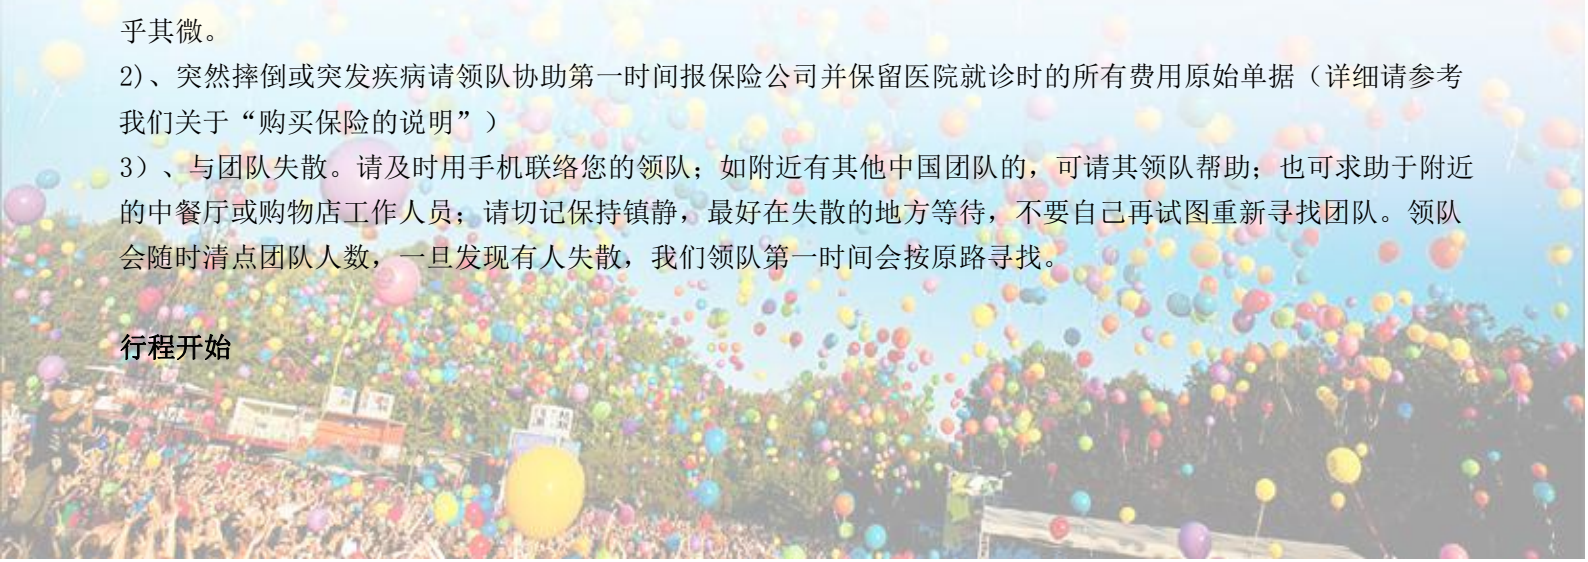 乎其微。
2)、突然摔倒或突发疾病请领队协助第一时间报保险公司并保留医院就诊时的所有费用原始单据（详细请参考
我们关于“购买保险的说明”）
3）、与团队失散。请及时用手机联络您的领队；如附近有其他中国团队的，可请其领队帮助；也可求助于附近
的中餐厅或购物店工作人员；请切记保持镇静，最好在失散的地方等待，不要自己再试图重新寻找团队。领队
会随时清点团队人数，一旦发现有人失散，我们领队第一时间会按原路寻找。
行程开始